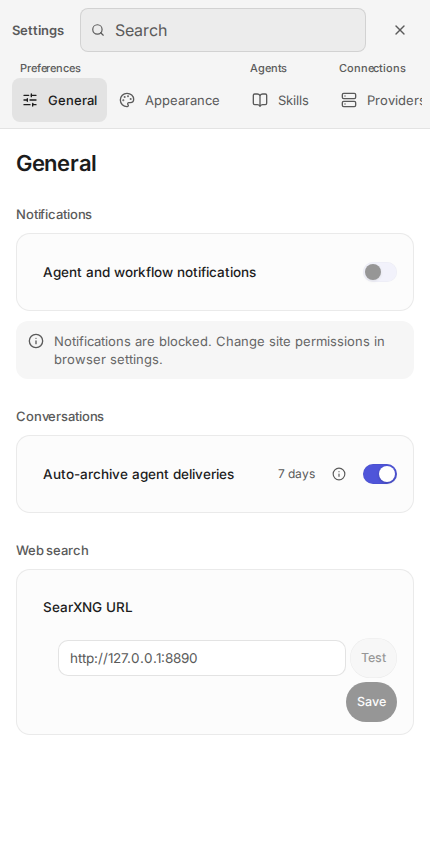 Settings
Search
Preferences
Agents
Connections
General
Appearance
Skills
Providers
General
Notifications
Agent and workflow notifications
Notifications are blocked. Change site permissions in
browser settings.
Conversations
Auto-archive agent deliveries
7 days
Web search
SearXNG URL
http://127.0.0.1:8890
Test
Save